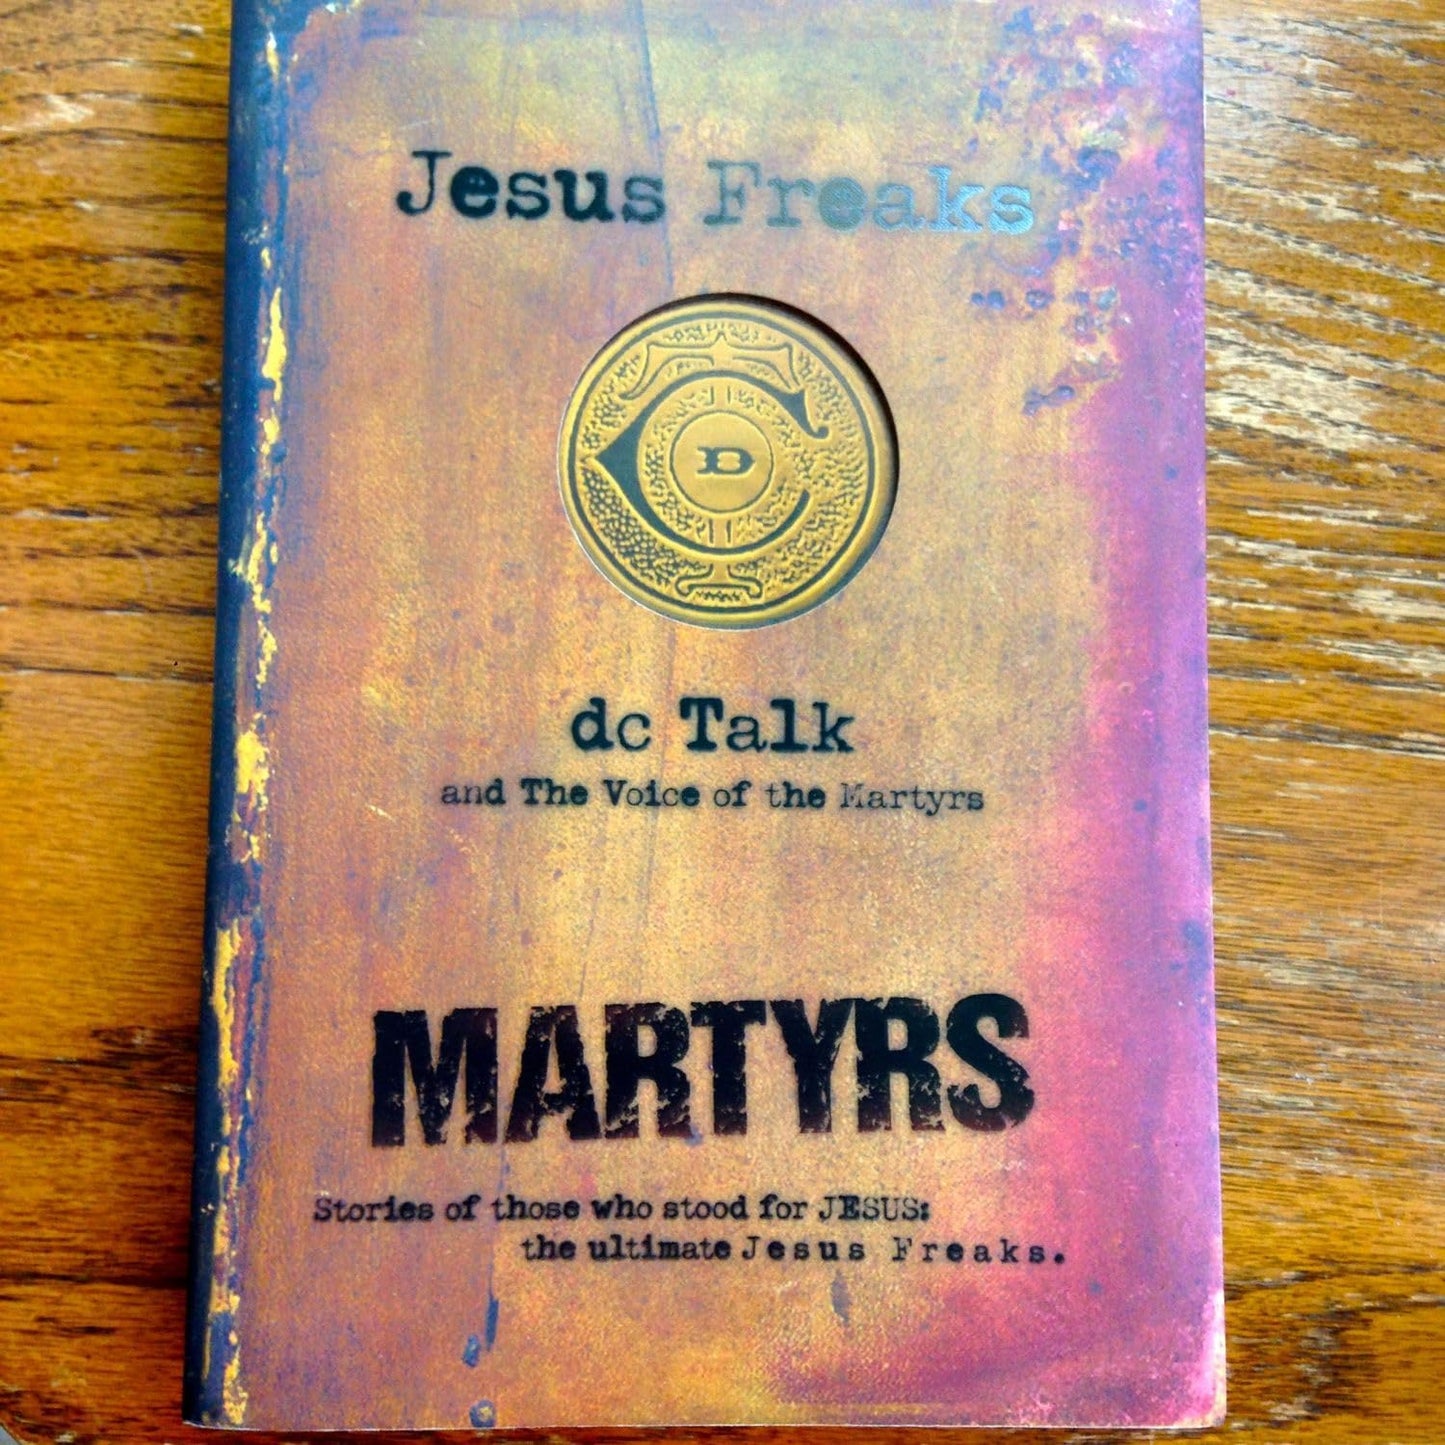 Jesus Freaks
D C T
dc Talk
and The Voice of the Martyrs
MARTYRS
Stories of those who stood for JESUS:
the ultimate Jesus Freaks.